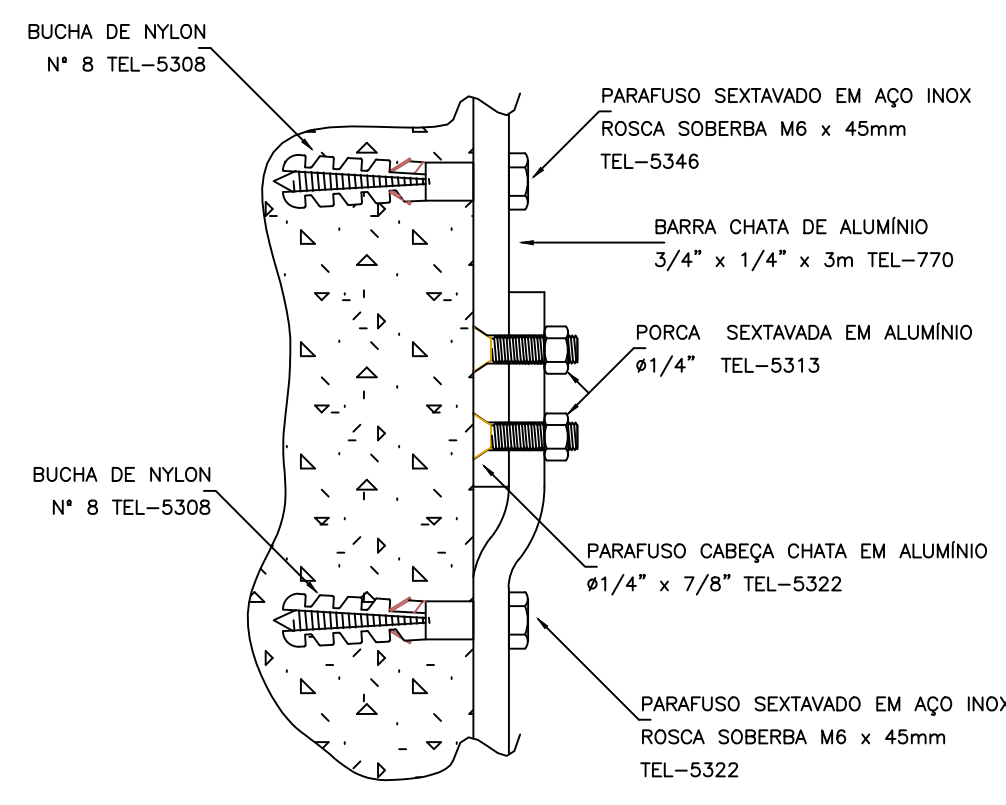 BUCHA DE NYLON
Nº 8 TEL-5308
PARAFUSO SEXTAVADO EM AÇO INOX
ROSCA SOBERBA M6 x 45mm
TEL-5346
BARRA CHATA DE ALUMÍNIO
3/4" x 1/4" x 3m TEL-770
PORCA SEXTAVADA EM ALUMÍNIO
ø1/4" TEL-5313
BUCHA DE NYLON
Nº 8 TEL-5308
PARAFUSO CABEÇA CHATA EM ALUMÍNIO
ø1/4" x 7/8" TEL-5322
PARAFUSO SEXTAVADO EM AÇO INOX
ROSCA SOBERBA M6 x 45mm
TEL-5322